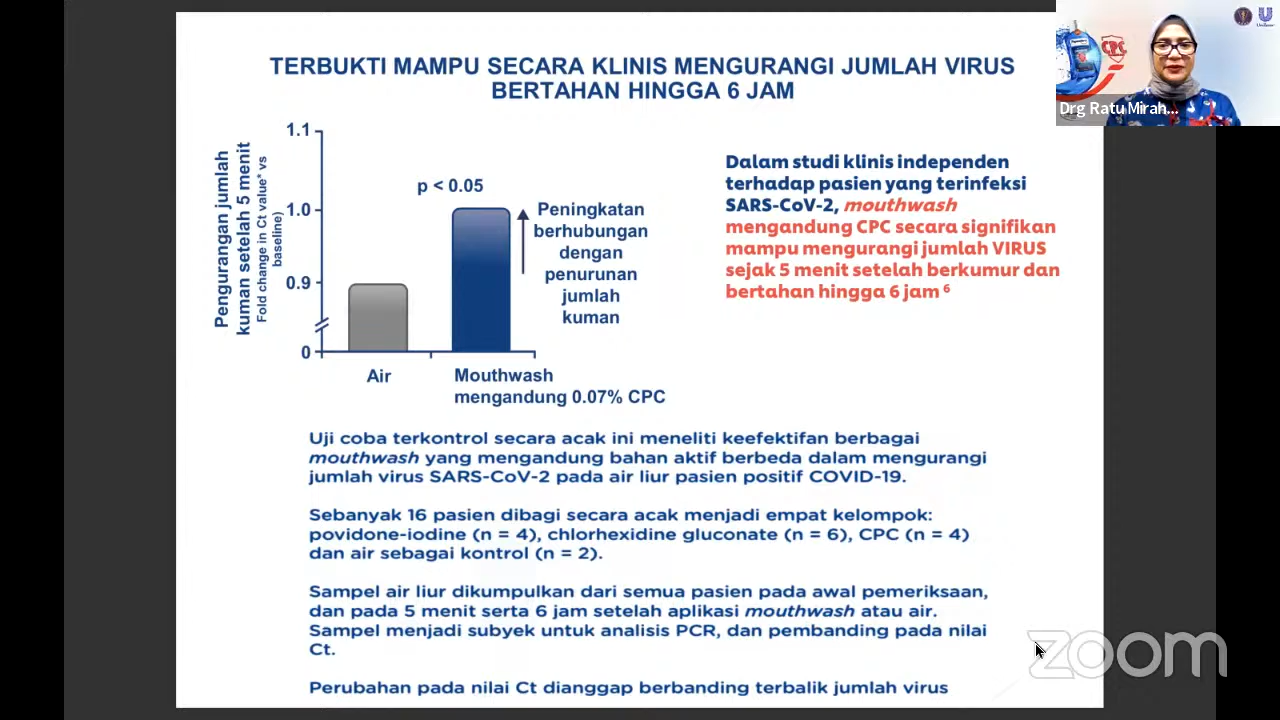 TERBUKTI MAMPU SECARA KLINIS MENGURANGI JUMLAH VIRUS
BERTAHAN HINGGA 6 JAM
Pengurangan jumlah
kuman setelah 5 menit
Fold change in Ct value* vs
baseline)
1.1
1.0
0.9
0
p < 0.05
Peningkatan
berhubungan
dengan
penurunan
jumlah
kuman
Air
Mouthwash
mengandung 0.07% CPC
Dalam studi klinis independen
terhadap pasien yang terinfeksi
SARS-CoV-2, mouthwash
mengandung CPC secara signifikan
mampu mengurangi jumlah VIRUS
sejak 5 menit setelah berkumur dan
bertahan hingga 6 jam 6
Uji coba terkontrol secara acak ini meneliti keefektifan berbagai
mouthwash yang mengandung bahan aktif berbeda dalam mengurangi
jumlah virus SARS-CoV-2 pada air liur pasien positif COVID-19.
Sebanyak 16 pasien dibagi secara acak menjadi empat kelompok:
povidone-iodine (n = 4), chlorhexidine gluconate (n = 6), CPC (n = 4)
dan air sebagai kontrol (n = 2).
Sampel air liur dikumpulkan dari semua pasien pada awal pemeriksaan,
dan pada 5 menit serta 6 jam setelah aplikasi mouthwash atau air.
Sampel menjadi subyek untuk analisis PCR, dan pembanding pada nilai
Ct.
Perubahan pada nilai Ct dianggap berbanding terbalik jumlah virus
CPC
Drg Ratu Mirah...
zoom